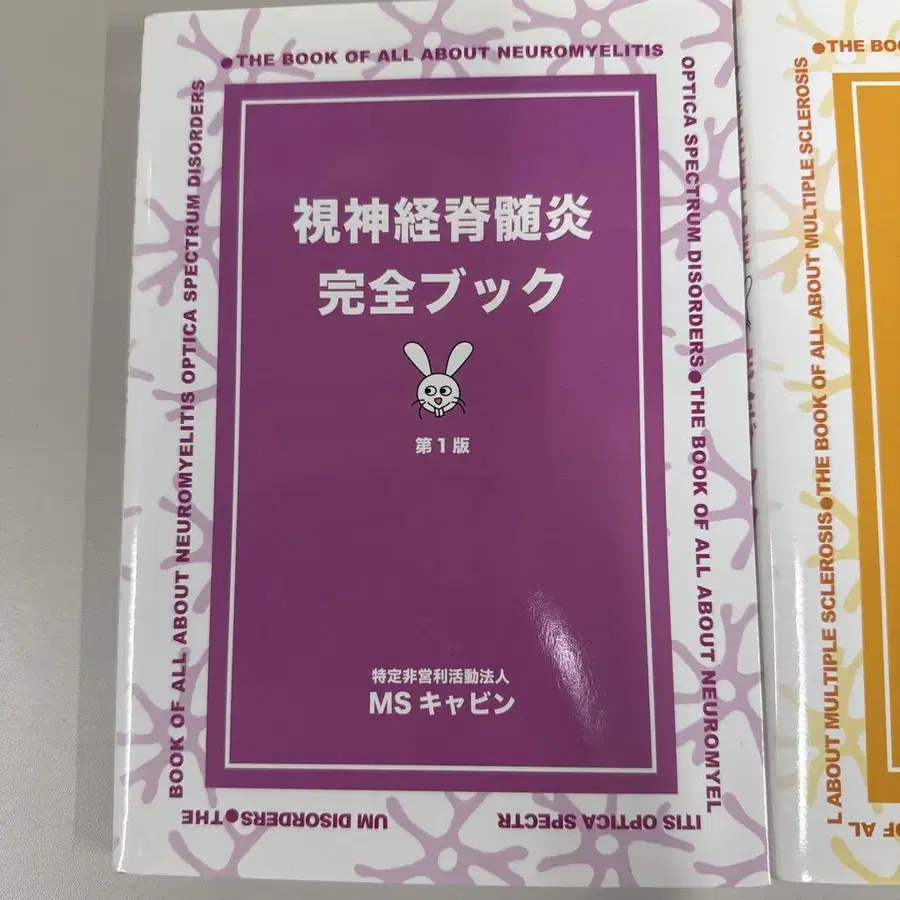 ●THE BOOK OF ALL ABOUT NEUROMYELITIS
OPTICA SPECTRUM DISORDERS●THE BOOK OF ALL ABOUT NEUROMYEL
ITIS OPTICA SPECTR
UM DISORDERS●THE
BOOK OF ALL ABOUT NEUROMYELITIS OPTICA SPECTRUM DISORDERS
視神経脊髄炎
完全ブック
第1版
特定非営利活動法人
MSキャビン
●THE BOO
L ABOUT MULTIPLE SCLEROSIS●THE BOOK OF ALL ABOUT MULTIPLE SCLEROSIS
OF AL